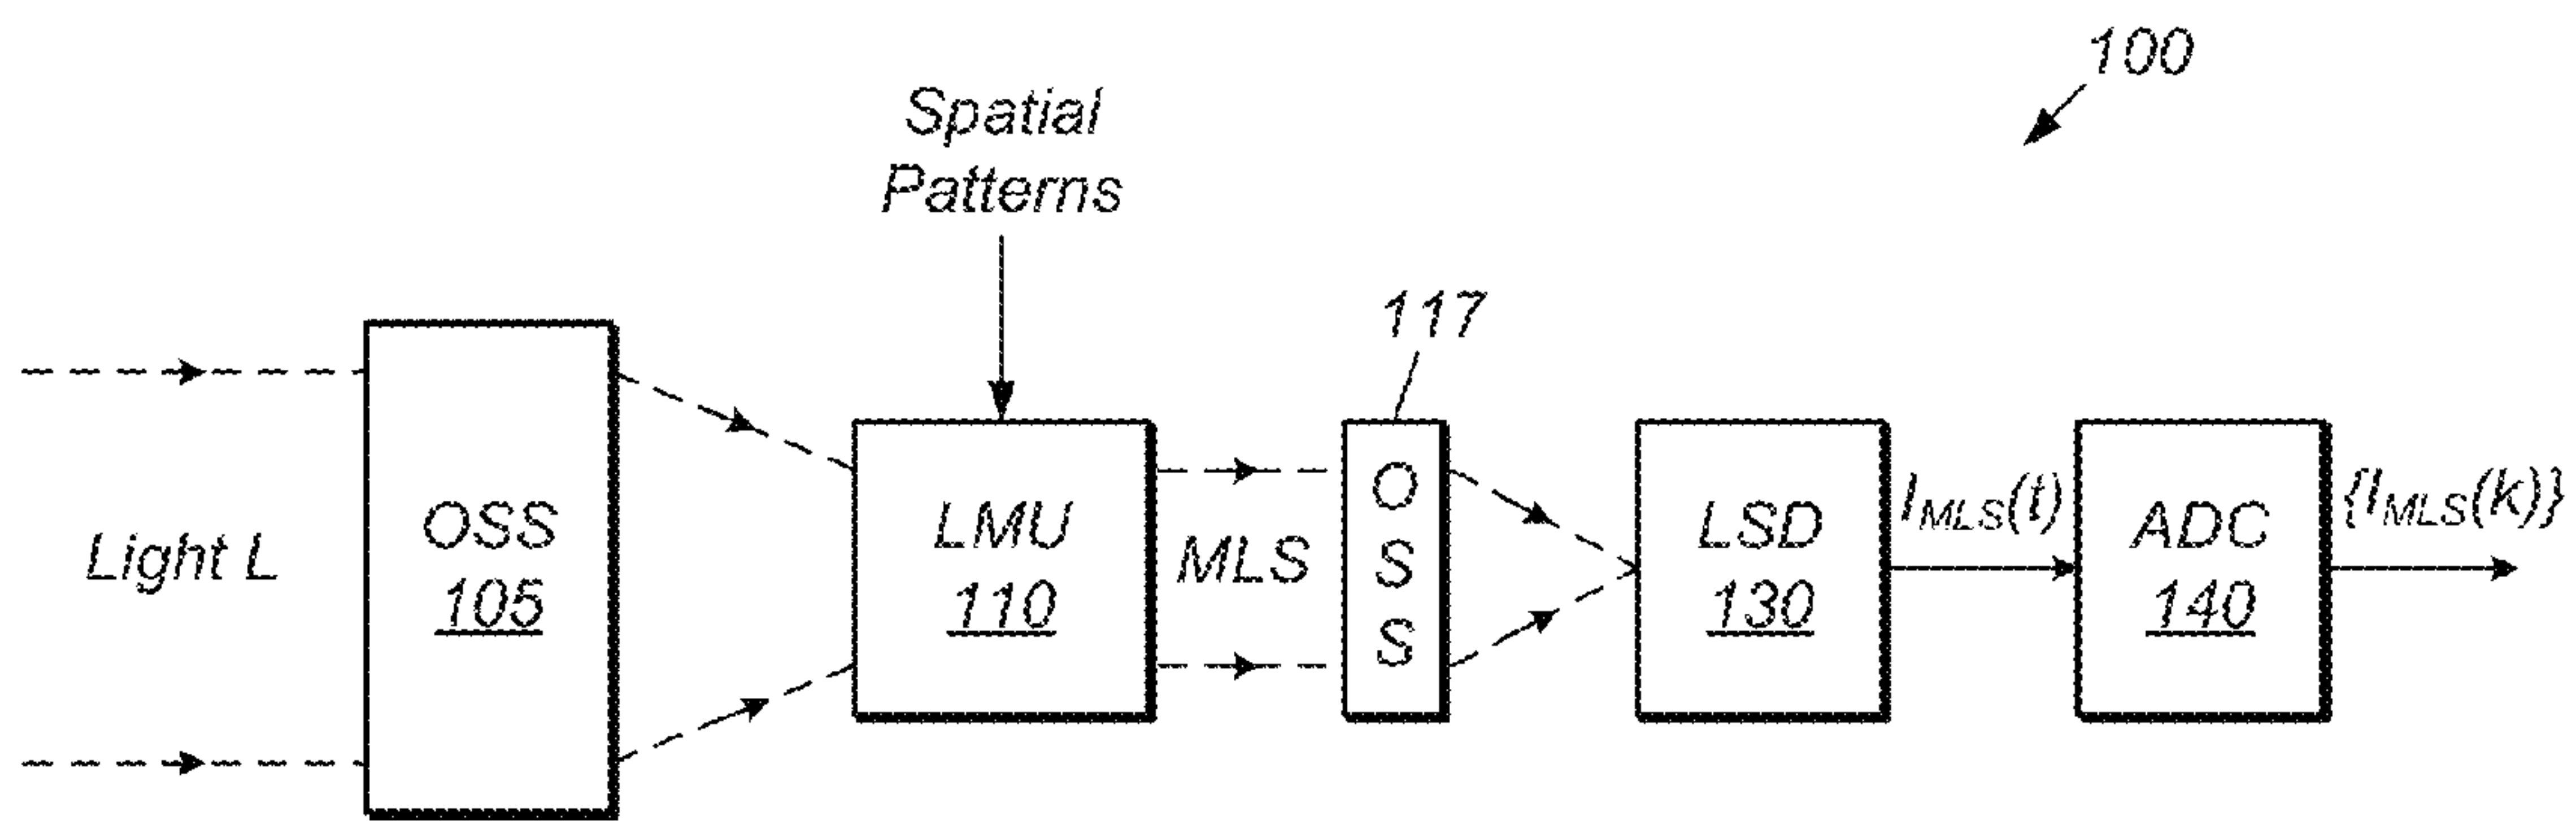 100
Spatial
Patterns
117
Light L
OSS
105
LMU
110
MLS
O
S
S
LSD
130
I_MLS(t)
ADC
140
{I_MLS(k)}